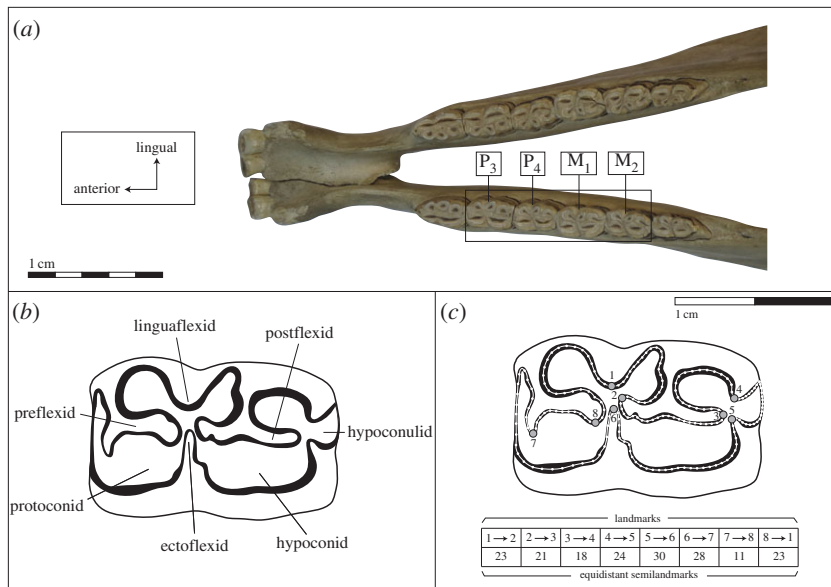 (a)
lingual
anterior
P3 P4 M1 M2
1 cm
(b)
linguaflexid
postflexid
preflexid
hypoconulid
protoconid
ectoflexid
hypoconid
(c)
1 cm
1
2
3
4
5
6
7
8
landmarks
1→2 2→3 3→4 4→5 5→6 6→7 7→8 8→1
23 21 18 24 30 28 11 23
equidistant semilandmarks